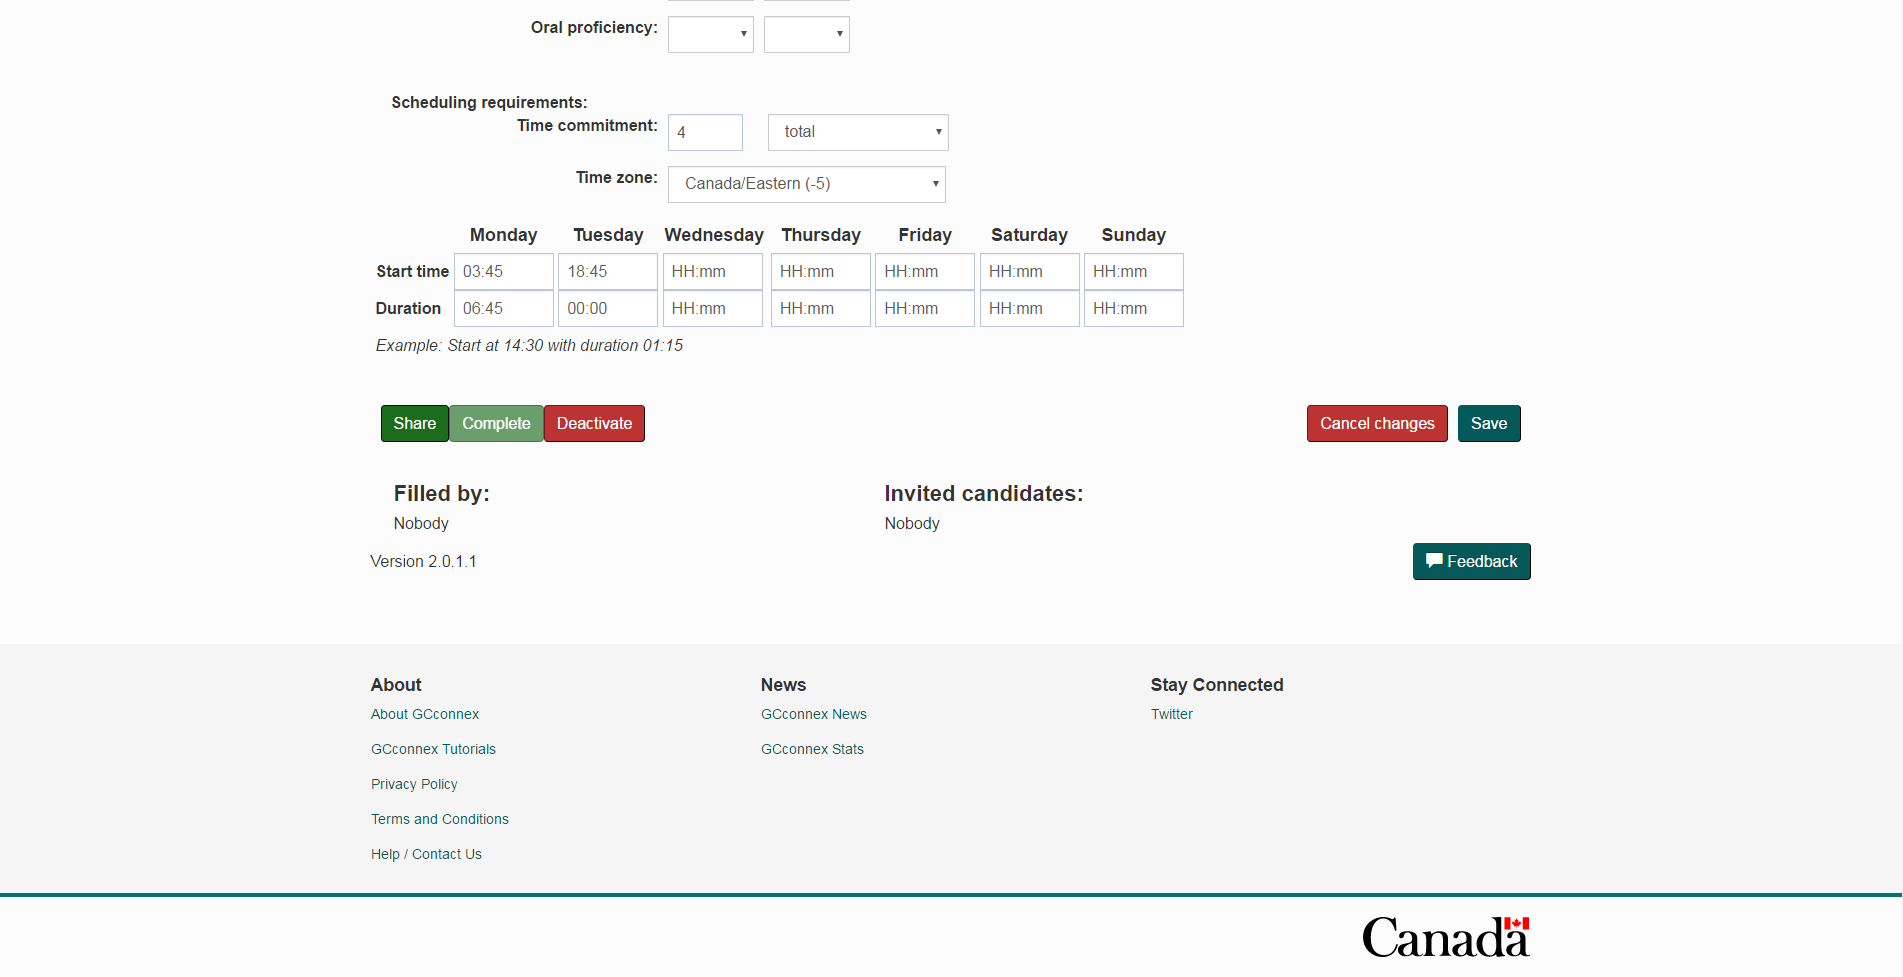 Oral proficiency:
Scheduling requirements:
Time commitment: 4 total
Time zone: Canada/Eastern (-5)
Monday Tuesday Wednesday Thursday Friday Saturday Sunday
Start time 03:45 18:45 HH:mm HH:mm HH:mm HH:mm HH:mm
Duration 06:45 00:00 HH:mm HH:mm HH:mm HH:mm HH:mm
Example: Start at 14:30 with duration 01:15
Share Complete Deactivate Cancel changes Save
Filled by: Invited candidates:
Nobody Nobody
Version 2.0.1.1 Feedback
About News Stay Connected
About GCconnex GCconnex News Twitter
GCconnex Tutorials GCconnex Stats
Privacy Policy
Terms and Conditions
Help / Contact Us
Canada